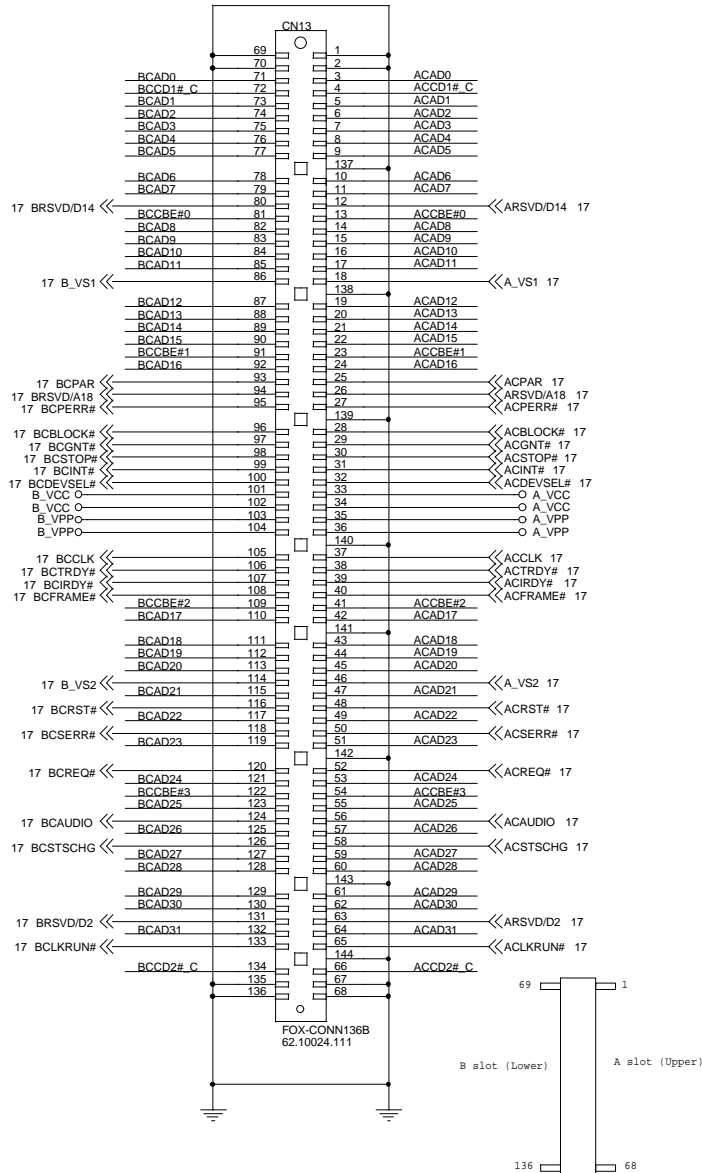 CN13
69 1
70 2
BCAD0 71 3 ACAD0
BCCD1#_C 72 4 ACCD1#_C
BCAD1 73 5 ACAD1
BCAD2 74 6 ACAD2
BCAD3 75 7 ACAD3
BCAD4 76 8 ACAD4
BCAD5 77 9 ACAD5
137
BCAD6 78 10 ACAD6
BCAD7 79 11 ACAD7
17 BRSVD/D14 80 12 ARSVD/D14 17
BCCBE#0 81 13 ACCBE#0
BCAD8 82 14 ACAD8
BCAD9 83 15 ACAD9
BCAD10 84 16 ACAD10
BCAD11 85 17 ACAD11
17 B_VS1 86 18 A_VS1 17
138
BCAD12 87 19 ACAD12
BCAD13 88 20 ACAD13
BCAD14 89 21 ACAD14
BCAD15 90 22 ACAD15
BCCBE#1 91 23 ACCBE#1
BCAD16 92 24 ACAD16
17 BCPAR 93 25 ACPAR 17
17 BRSVD/A18 94 26 ARSVD/A18 17
17 BCPERR# 95 27 ACPERR# 17
139
17 BCBLOCK# 96 28 ACBLOCK# 17
17 BCGNT# 97 29 ACGNT# 17
17 BCSTOP# 98 30 ACSTOP# 17
17 BCINT# 99 31 ACINT# 17
17 BCDEVSEL# 100 32 ACDEVSEL# 17
B_VCC 101 33 A_VCC
B_VCC 102 34 A_VCC
B_VPP 103 35 A_VPP
B_VPP 104 36 A_VPP
140
17 BCCLK 105 37 ACCLK 17
17 BCTRDY# 106 38 ACTRDY# 17
17 BCIRDY# 107 39 ACIRDY# 17
17 BCFRAME# 108 40 ACFRAME# 17
BCCBE#2 109 41 ACCBE#2
BCAD17 110 42 ACAD17
141
BCAD18 111 43 ACAD18
BCAD19 112 44 ACAD19
BCAD20 113 45 ACAD20
17 B_VS2 114 46 A_VS2 17
BCAD21 115 47 ACAD21
17 BCRST# 116 48 ACRST# 17
BCAD22 117 49 ACAD22
17 BCSERR# 118 50 ACSERR# 17
BCAD23 119 51 ACAD23
142
17 BCREQ# 120 52 ACREQ# 17
BCAD24 121 53 ACAD24
BCCBE#3 122 54 ACCBE#3
BCAD25 123 55 ACAD25
17 BCAUDIO 124 56 ACAUDIO 17
BCAD26 125 57 ACAD26
17 BCSTSCHG 126 58 ACSTSCHG 17
BCAD27 127 59 ACAD27
BCAD28 128 60 ACAD28
143
BCAD29 129 61 ACAD29
BCAD30 130 62 ACAD30
17 BRSVD/D2 131 63 ARSVD/D2 17
BCAD31 132 64 ACAD31
17 BCLKRUN# 133 65 ACLKRUN# 17
144
BCCD2#_C 134 66 ACCD2#_C
135 67
136 68
FOX-CONN136B
62.10024.111
69 1
B slot (Lower) A slot (Upper)
136 68